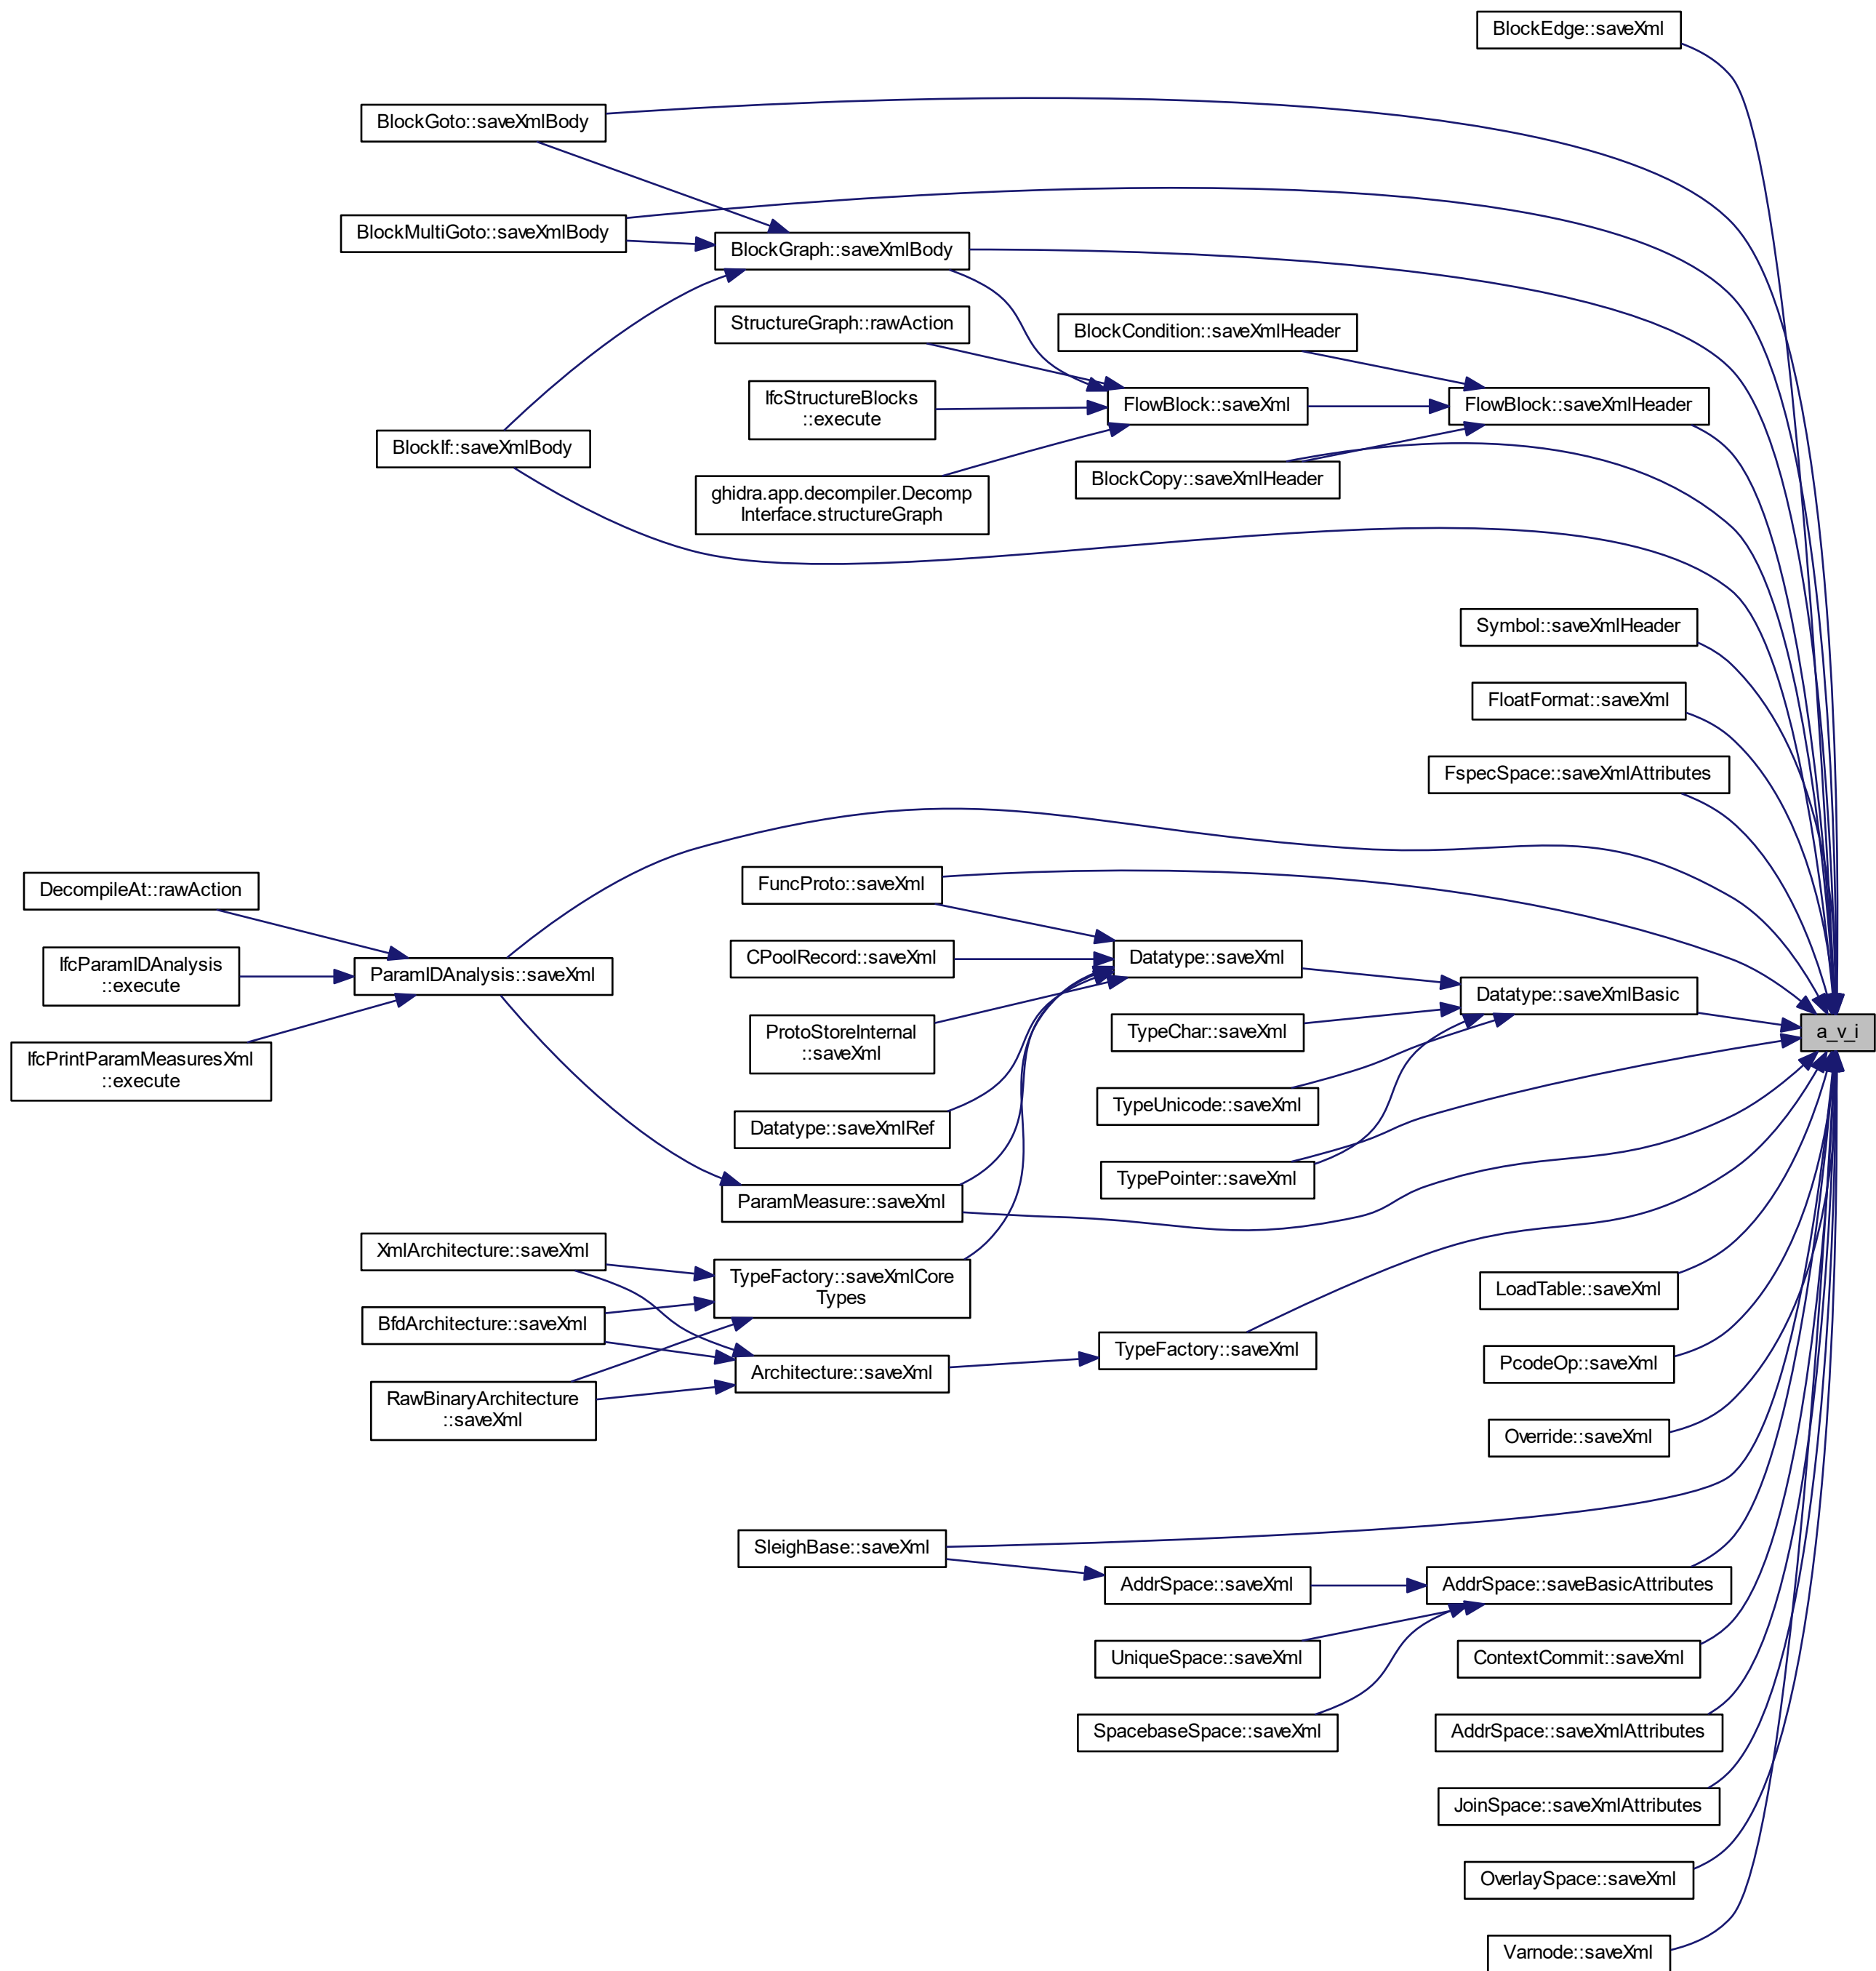 BlockEdge::saveXml
BlockGoto::saveXmlBody
BlockMultiGoto::saveXmlBody
BlockGraph::saveXmlBody
StructureGraph::rawAction
BlockCondition::saveXmlHeader
IfcStructureBlocks
::execute
FlowBlock::saveXml
FlowBlock::saveXmlHeader
BlockIf::saveXmlBody
BlockCopy::saveXmlHeader
ghidra.app.decompiler.Decomp
Interface.structureGraph
Symbol::saveXmlHeader
FloatFormat::saveXml
FspecSpace::saveXmlAttributes
DecompileAt::rawAction
FuncProto::saveXml
IfcParamIDAnalysis
::execute
ParamIDAnalysis::saveXml
CPoolRecord::saveXml
Datatype::saveXml
Datatype::saveXmlBasic
a_v_i
IfcPrintParamMeasuresXml
::execute
ProtoStoreInternal
::saveXml
TypeChar::saveXml
TypeUnicode::saveXml
Datatype::saveXmlRef
TypePointer::saveXml
ParamMeasure::saveXml
XmlArchitecture::saveXml
TypeFactory::saveXmlCore
Types
LoadTable::saveXml
BfdArchitecture::saveXml
TypeFactory::saveXml
PcodeOp::saveXml
Architecture::saveXml
RawBinaryArchitecture
::saveXml
Override::saveXml
SleighBase::saveXml
AddrSpace::saveXml
AddrSpace::saveBasicAttributes
UniqueSpace::saveXml
ContextCommit::saveXml
SpacebaseSpace::saveXml
AddrSpace::saveXmlAttributes
JoinSpace::saveXmlAttributes
OverlaySpace::saveXml
Varnode::saveXml